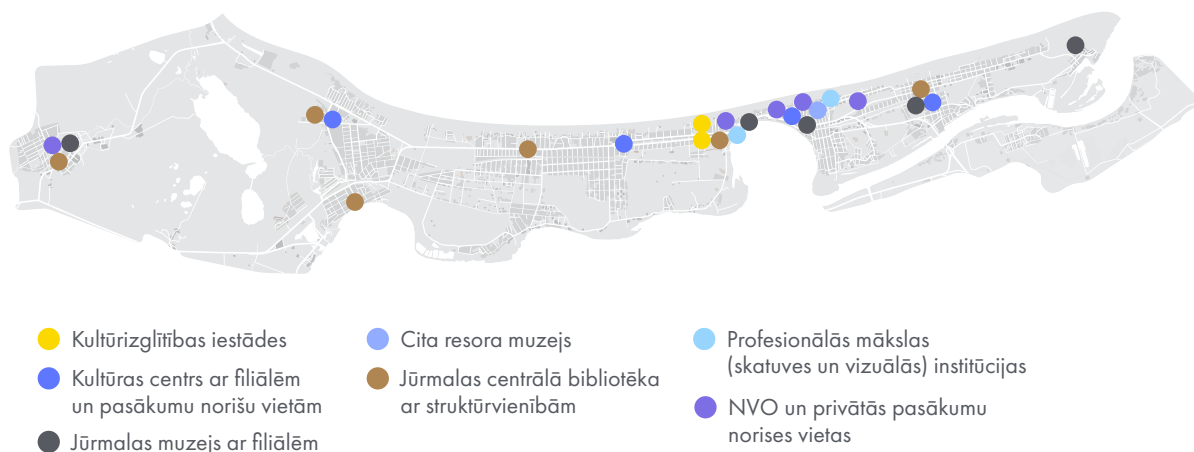 Kultūrizglītības iestādes
Kultūras centrs ar filiālēm
un pasākumu norišu vietām
Jūrmalas muzejs ar filiālēm
Cita resora muzejs
Jūrmalas centrālā bibliotēka
ar struktūrvienībām
Profesionālās mākslas
(skatuves un vizuālās) institūcijas
NVO un privātās pasākumu
norises vietas